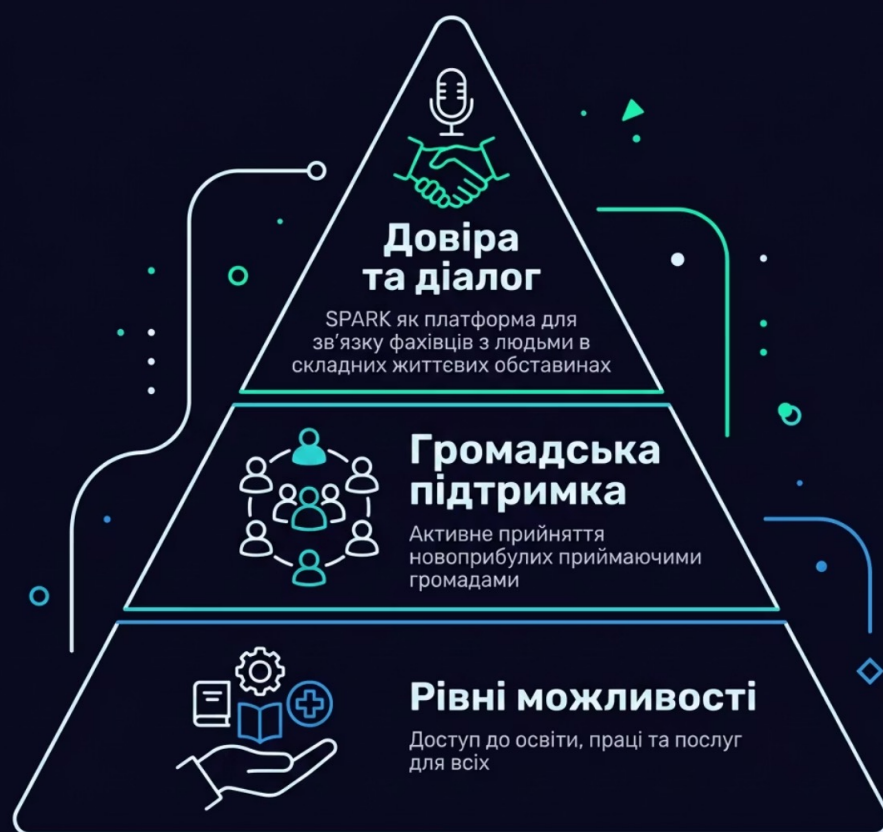 Довіра
та діалог
SPARK як платформа для
зв’язку фахівців з людьми в
складних життєвих обставинах
Громадська
підтримка
Активне прийняття
новоприбулих приймаючими
громадами
Рівні можливості
Доступ до освіти, праці та послуг
для всіх